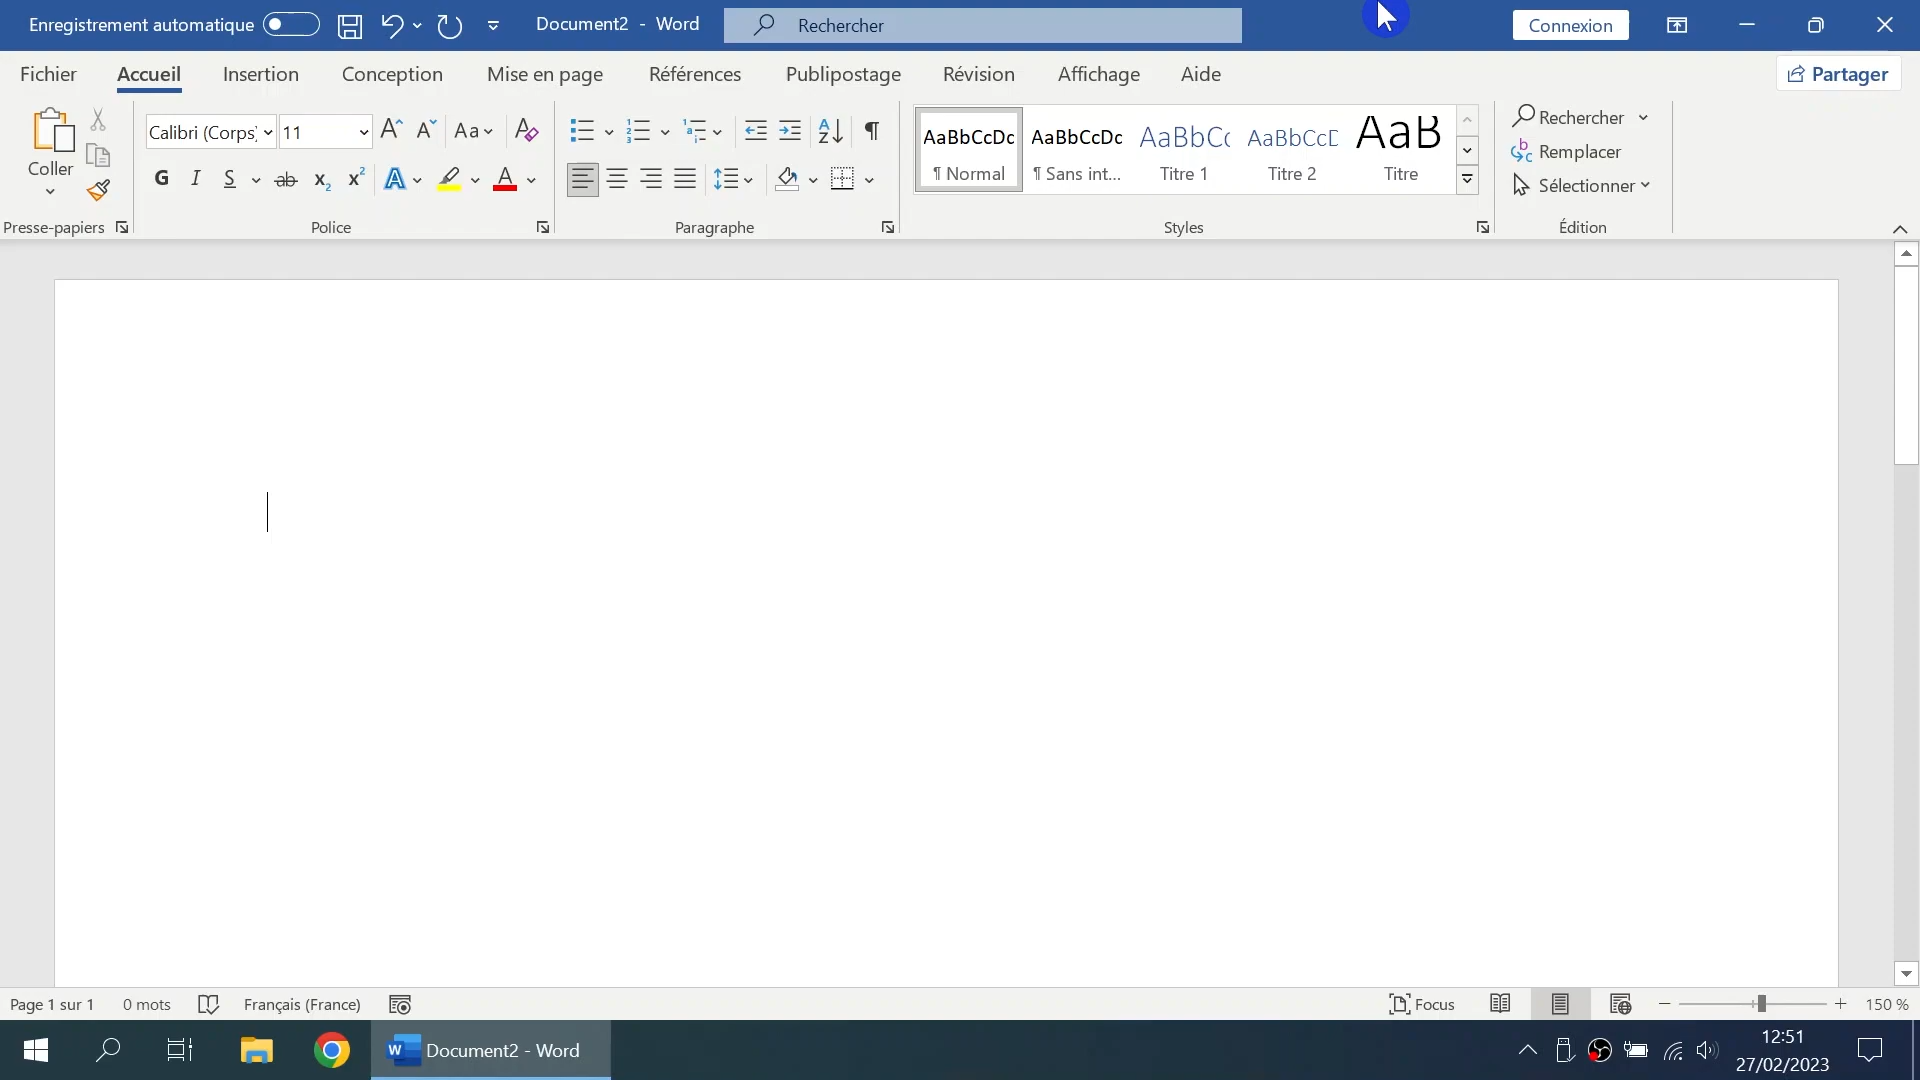 Enregistrement automatique
Document2 - Word
Rechercher
Connexion
Fichier Accueil Insertion Conception Mise en page Références Publipostage Révision Affichage Aide
Partager
Coller
Presse-papiers
Calibri (Corps) 11
Aa
G I S ab x₂ x² A A
Police
Paragraphe
AaBbCcDc AaBbCcDc AaBbCc AaBbCcD AaB
¶ Normal ¶ Sans int... Titre 1 Titre 2 Titre
Styles
Rechercher
Remplacer
Sélectionner
Édition
Page 1 sur 1 0 mots Français (France) Focus 150 %
Document2 - Word
12:51
27/02/2023